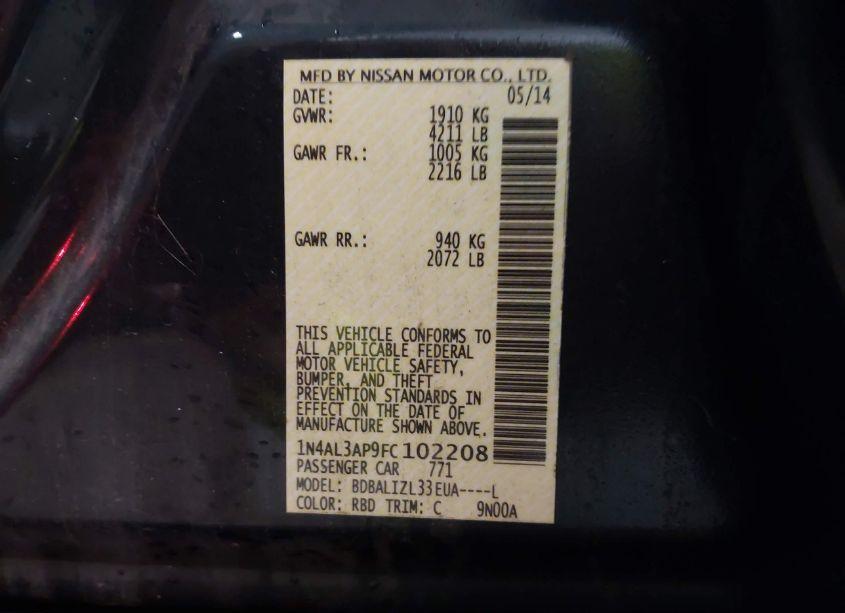 MFD BY NISSAN MOTOR CO., LTD.
DATE: 05/14
GVWR: 1910 KG
4211 LB
GAWR FR.: 1005 KG
2216 LB
GAWR RR.: 940 KG
2072 LB
THIS VEHICLE CONFORMS TO
ALL APPLICABLE FEDERAL
MOTOR VEHICLE SAFETY,
BUMPER, AND THEFT
PREVENTION STANDARDS IN
EFFECT ON THE DATE OF
MANUFACTURE SHOWN ABOVE.
1N4AL3AP9FC102208
PASSENGER CAR 771
MODEL: BDBALIZL33EUA----L
COLOR: RBD TRIM: C 9N00A